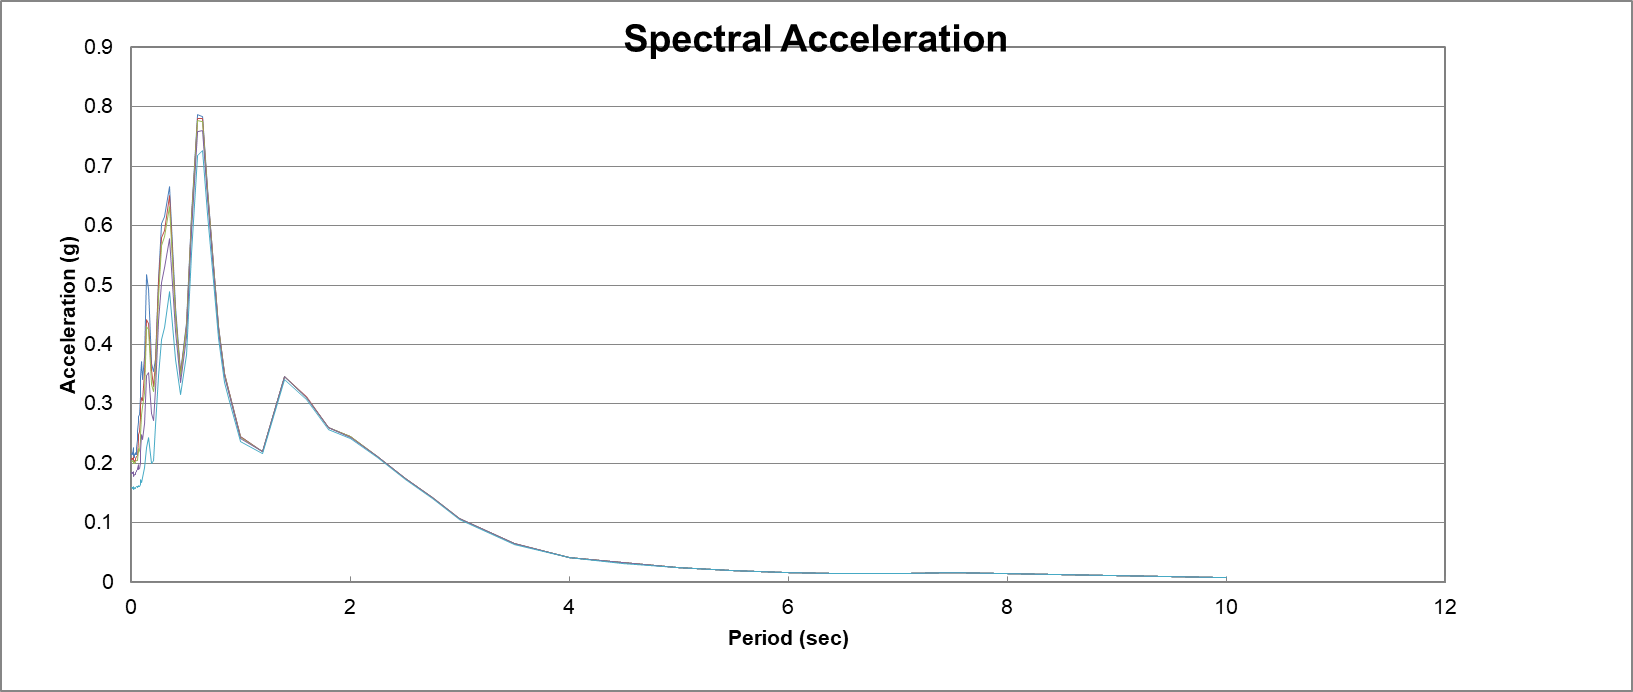 Spectral Acceleration
0.9
0.8
0.7
0.6
0.5
0.4
0.3
0.2
0.1
0
Acceleration (g)
0 2 4 6 8 10 12
Period (sec)